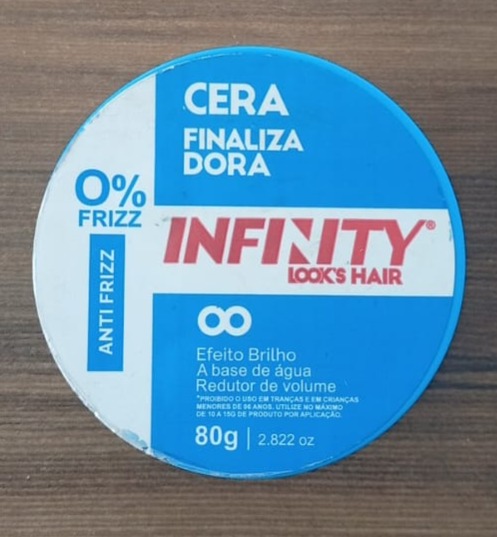 CERA
FINALIZA
DORA
0%
FRIZZ
ANTI FRIZZ
INFINITY®
LOOK'S HAIR
Efeito Brilho
A base de água
Redutor de volume
*PROIBIDO O USO EM TRANÇAS E EM CRIANÇAS
MENORES DE 06 ANOS. UTILIZE NO MÁXIMO
DE 10 A 15G DE PRODUTO POR APLICAÇÃO.
80g | 2.822 oz